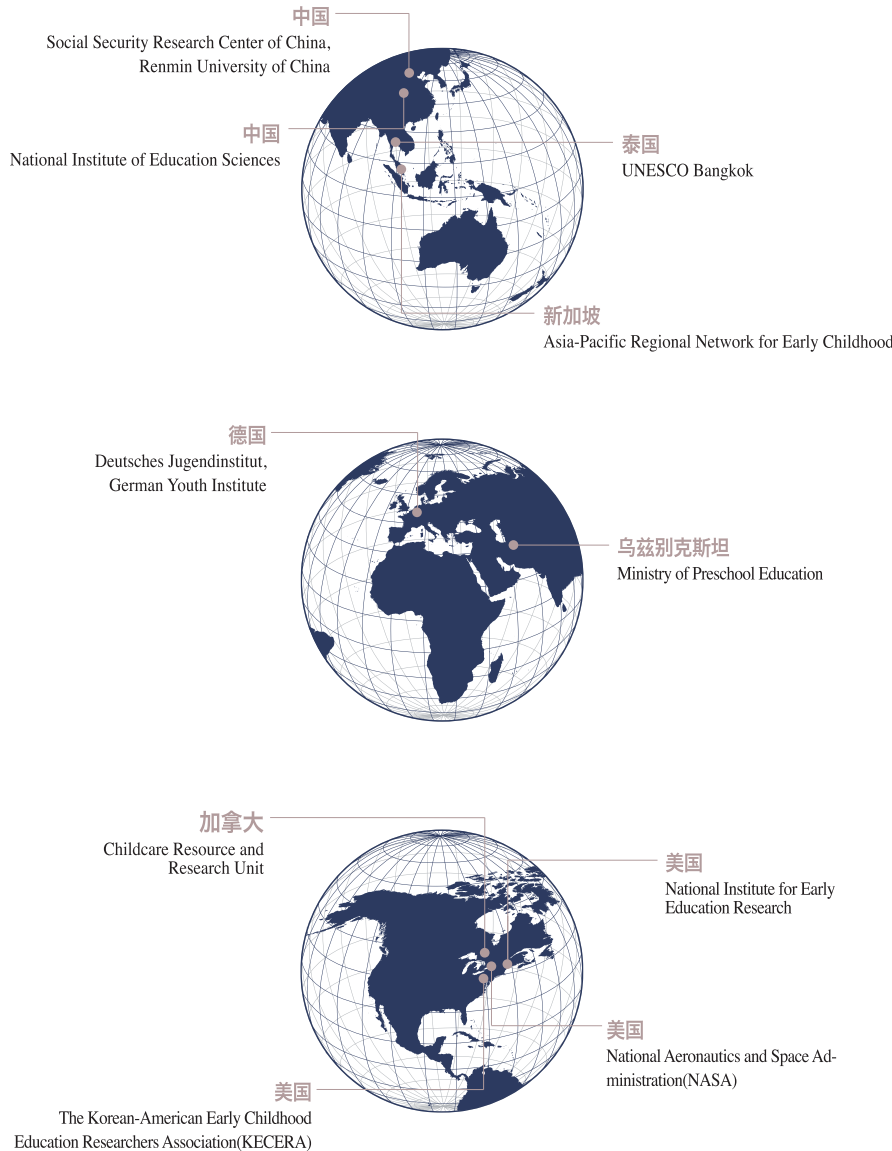 中国
Social Security Research Center of China,
Renmin University of China
中国
National Institute of Education Sciences
泰国
UNESCO Bangkok
新加坡
Asia-Pacific Regional Network for Early Childhood
德国
Deutsches Jugendinstitut,
German Youth Institute
乌兹别克斯坦
Ministry of Preschool Education
加拿大
Childcare Resource and
Research Unit
美国
National Institute for Early
Education Research
美国
National Aeronautics and Space Ad-
ministration(NASA)
美国
The Korean-American Early Childhood
Education Researchers Association(KECERA)